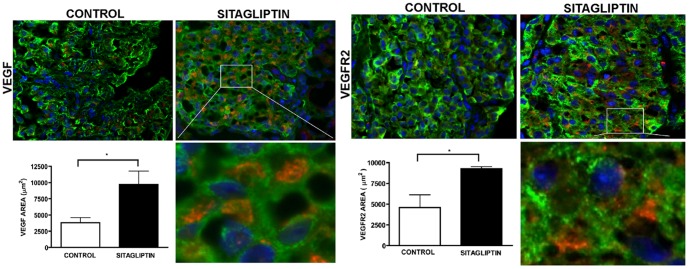 CONTROL SITAGLIPTIN
VEGF
12500
10000
7500
5000
2500
0
VEGF AREA (μm²)
*
CONTROL SITAGLIPTIN
CONTROL SITAGLIPTIN
VEGFR2
10000
7500
5000
2500
0
VEGFR2 AREA (μm²)
*
CONTROL SITAGLIPTIN